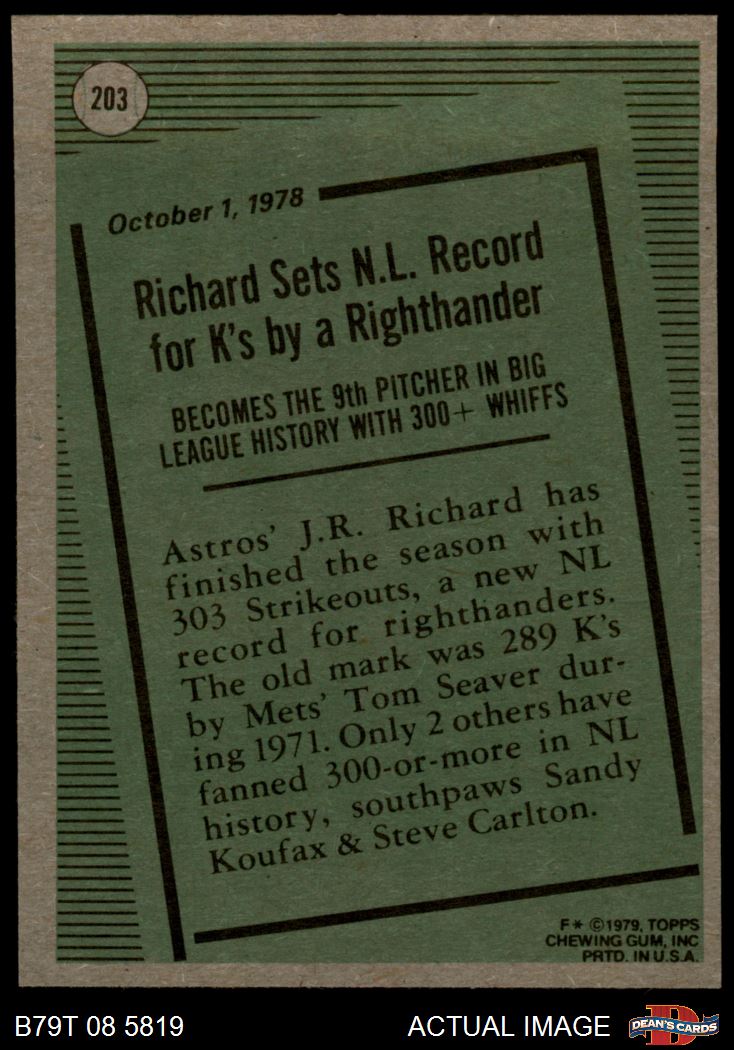 203
October 1, 1978
Richard Sets N.L. Record
for K's by a Righthander
BECOMES THE 9th PITCHER IN BIG
LEAGUE HISTORY WITH 300+ WHIFFS
Astros' J.R. Richard has
finished the season with
303 Strikeouts, a new NL
record for righthanders.
The old mark was 289 K's
by Mets' Tom Seaver dur-
ing 1971. Only 2 others have
fanned 300-or-more in NL
history, southpaws Sandy
Koufax & Steve Carlton.
F* ©1979, TOPPS
CHEWING GUM, INC
PRTD. IN U.S.A.
B79T 08 5819
ACTUAL IMAGE
D
DEAN'S CARDS